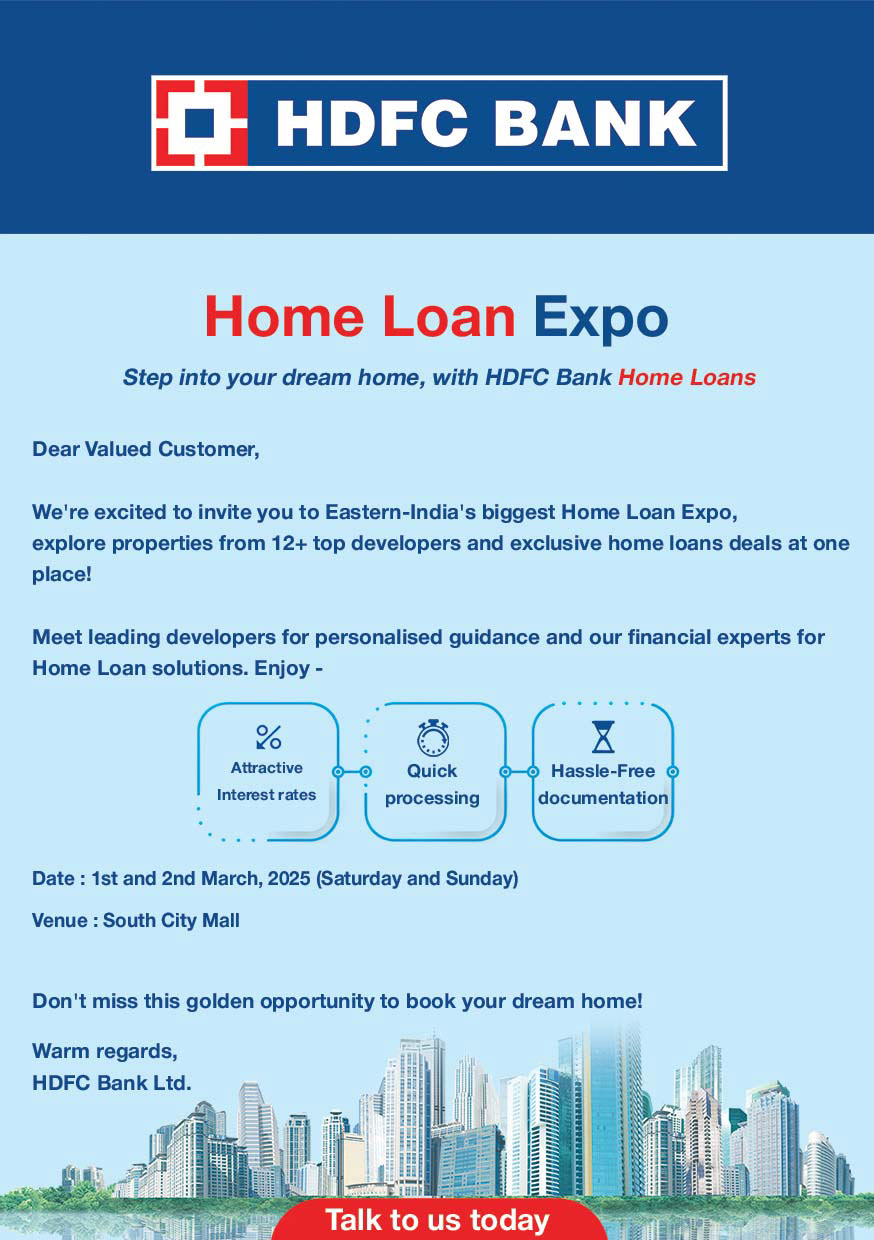 HDFC BANK
Home Loan Expo
Step into your dream home, with HDFC Bank Home Loans
Dear Valued Customer,
We're excited to invite you to Eastern-India's biggest Home Loan Expo,
explore properties from 12+ top developers and exclusive home loans deals at one
place!
Meet leading developers for personalised guidance and our financial experts for
Home Loan solutions. Enjoy -
Attractive
Interest rates
Quick
processing
Hassle-Free
documentation
Date : 1st and 2nd March, 2025 (Saturday and Sunday)
Venue : South City Mall
Don't miss this golden opportunity to book your dream home!
Warm regards,
HDFC Bank Ltd.
Talk to us today